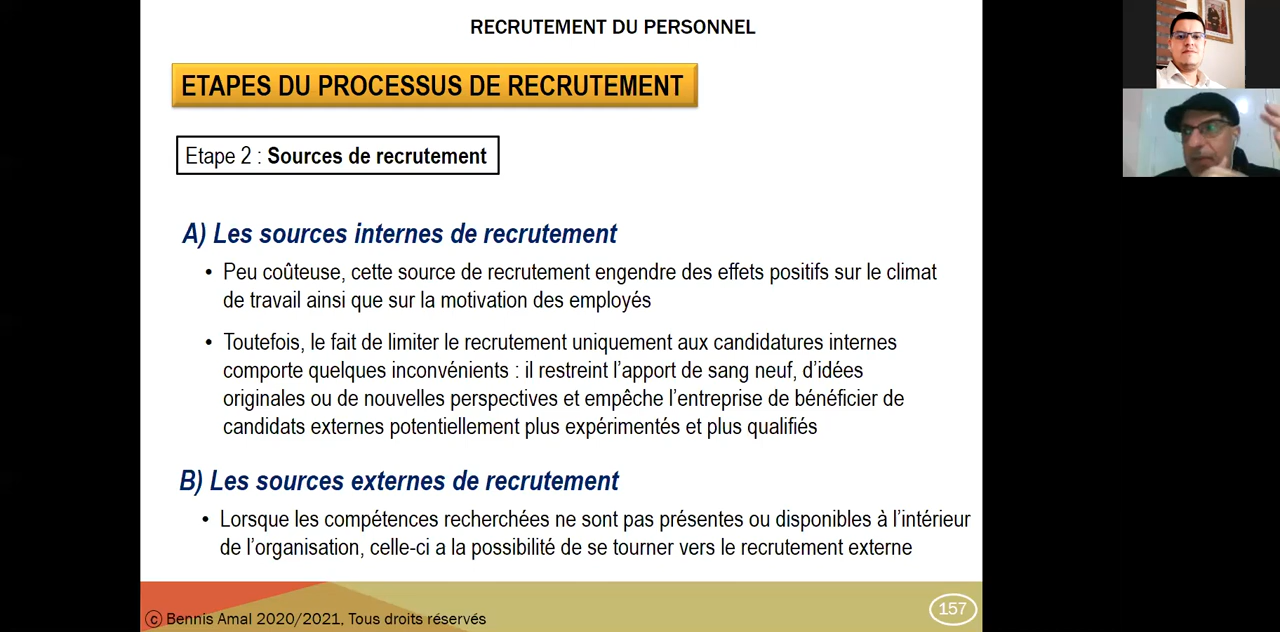 RECRUTEMENT DU PERSONNEL
ETAPES DU PROCESSUS DE RECRUTEMENT
Etape 2 : Sources de recrutement
A) Les sources internes de recrutement
• Peu coûteuse, cette source de recrutement engendre des effets positifs sur le climat
de travail ainsi que sur la motivation des employés
• Toutefois, le fait de limiter le recrutement uniquement aux candidatures internes
comporte quelques inconvénients : il restreint l’apport de sang neuf, d’idées
originales ou de nouvelles perspectives et empêche l’entreprise de bénéficier de
candidats externes potentiellement plus expérimentés et plus qualifiés
B) Les sources externes de recrutement
• Lorsque les compétences recherchées ne sont pas présentes ou disponibles à l’intérieur
de l’organisation, celle-ci a la possibilité de se tourner vers le recrutement externe
© Bennis Amal 2020/2021, Tous droits réservés
157